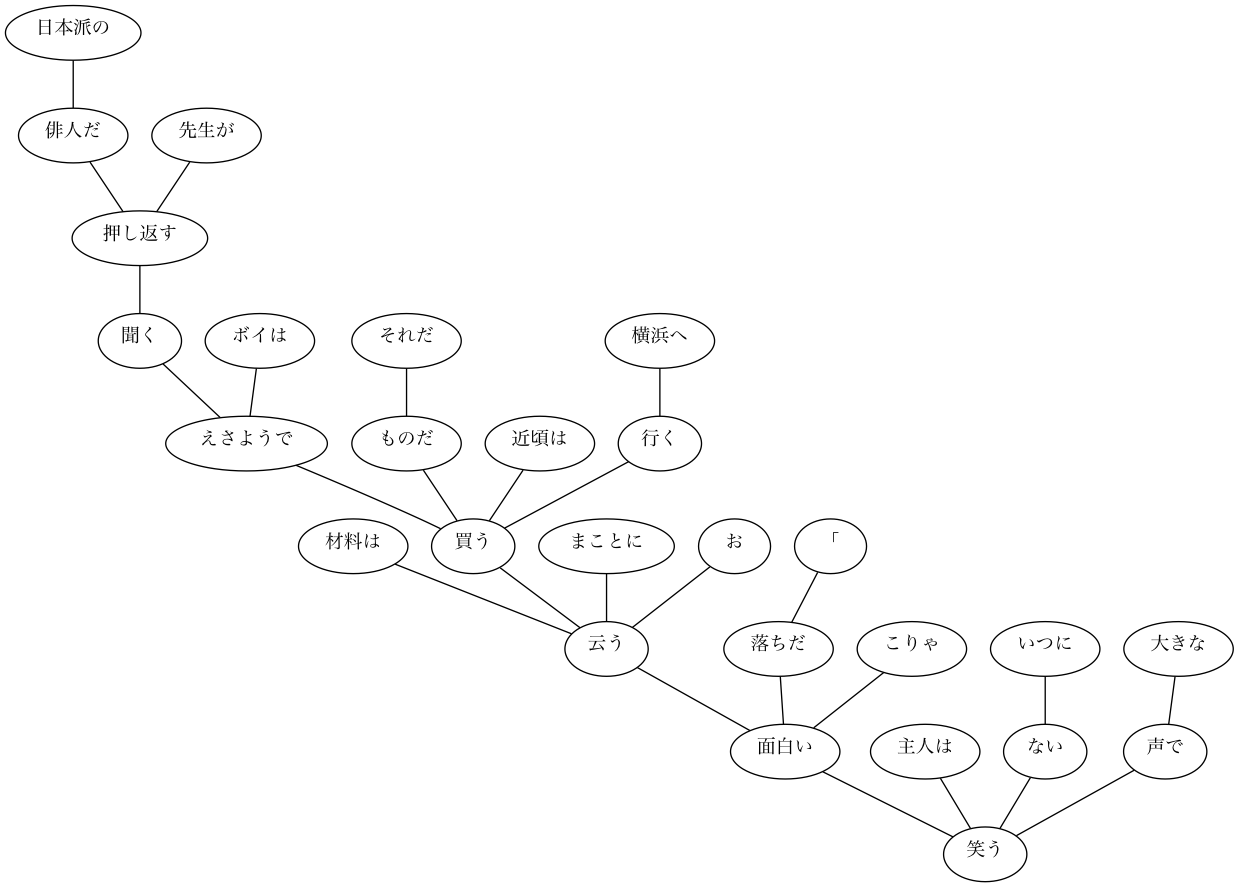 日本派の
俳人だ
先生が
押し返す
聞く
ボイは
それだ
横浜へ
えさようで
ものだ
近頃は
行く
材料は
買う
まことに
お
「
云う
落ちだ
こりゃ
いつに
大きな
面白い
主人は
ない
声で
笑う